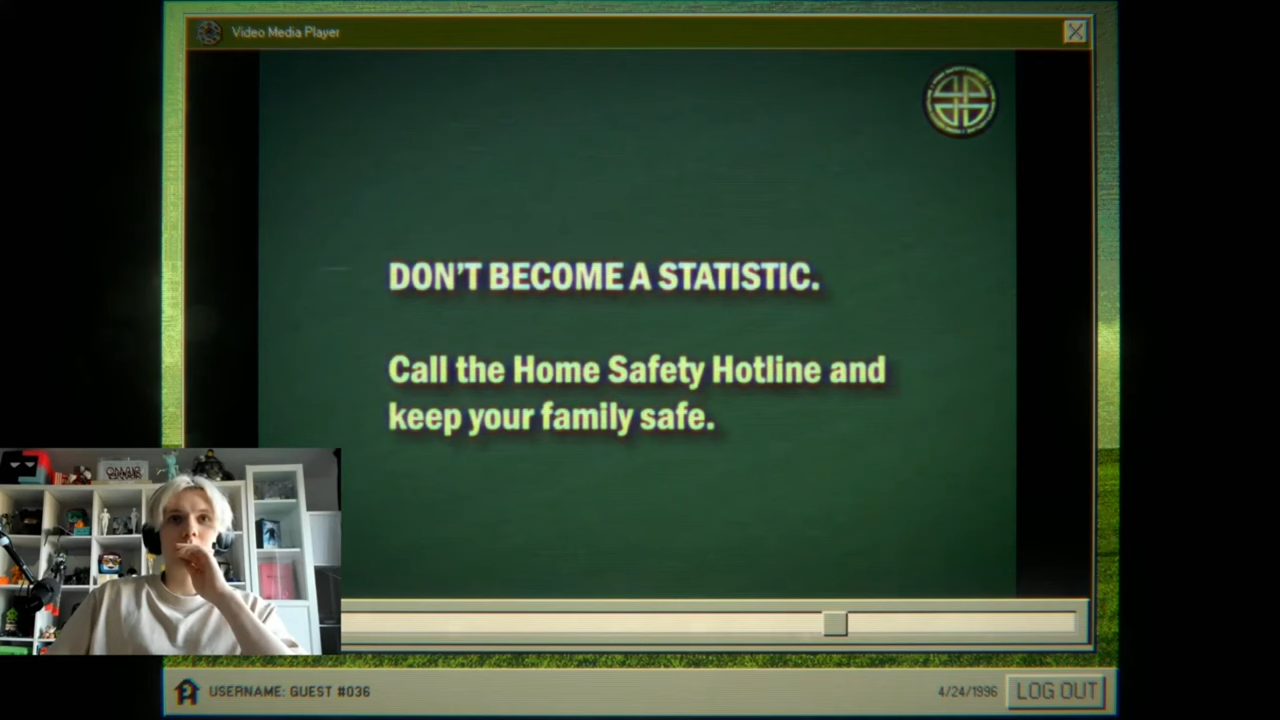 Video Media Player
DON'T BECOME A STATISTIC.
Call the Home Safety Hotline and
keep your family safe.
USERNAME: GUEST #036
4/24/1996
LOG OUT